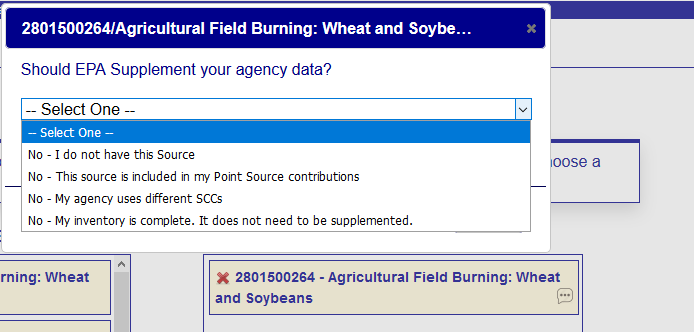 2801500264/Agricultural Field Burning: Wheat and Soybe...
Should EPA Supplement your agency data?
-- Select One --
-- Select One --
No - I do not have this Source
No - This source is included in my Point Source contributions
No - My agency uses different SCCs
No - My inventory is complete. It does not need to be supplemented.
oose a
rning: Wheat
2801500264 - Agricultural Field Burning: Wheat
and Soybeans